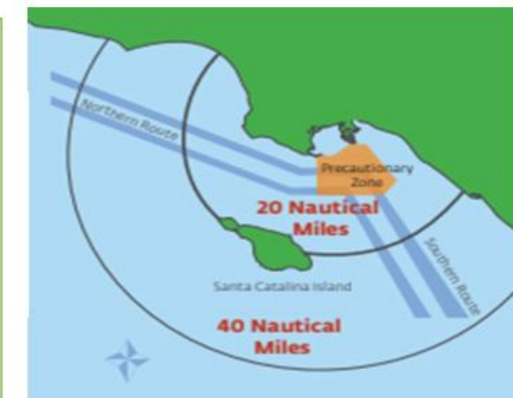 Northern Route
Precautionary
Zone
20 Nautical
Miles
Southern Route
Santa Catalina Island
40 Nautical
Miles